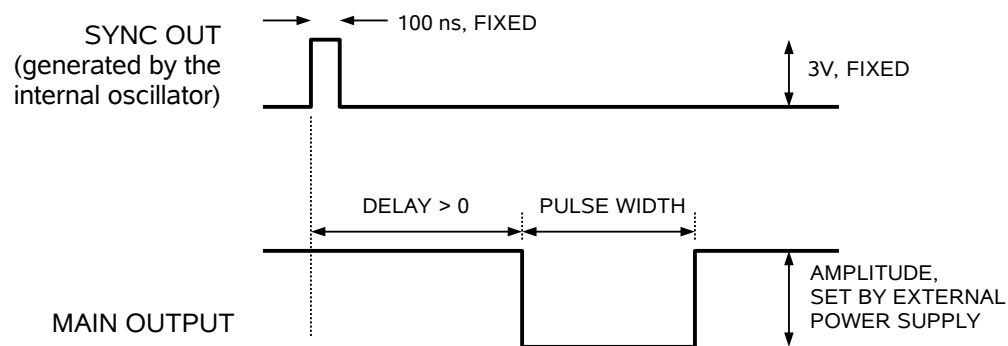 100 ns, FIXED
SYNC OUT
(generated by the
internal oscillator)
3V, FIXED
DELAY > 0
PULSE WIDTH
AMPLITUDE,
SET BY EXTERNAL
POWER SUPPLY
MAIN OUTPUT